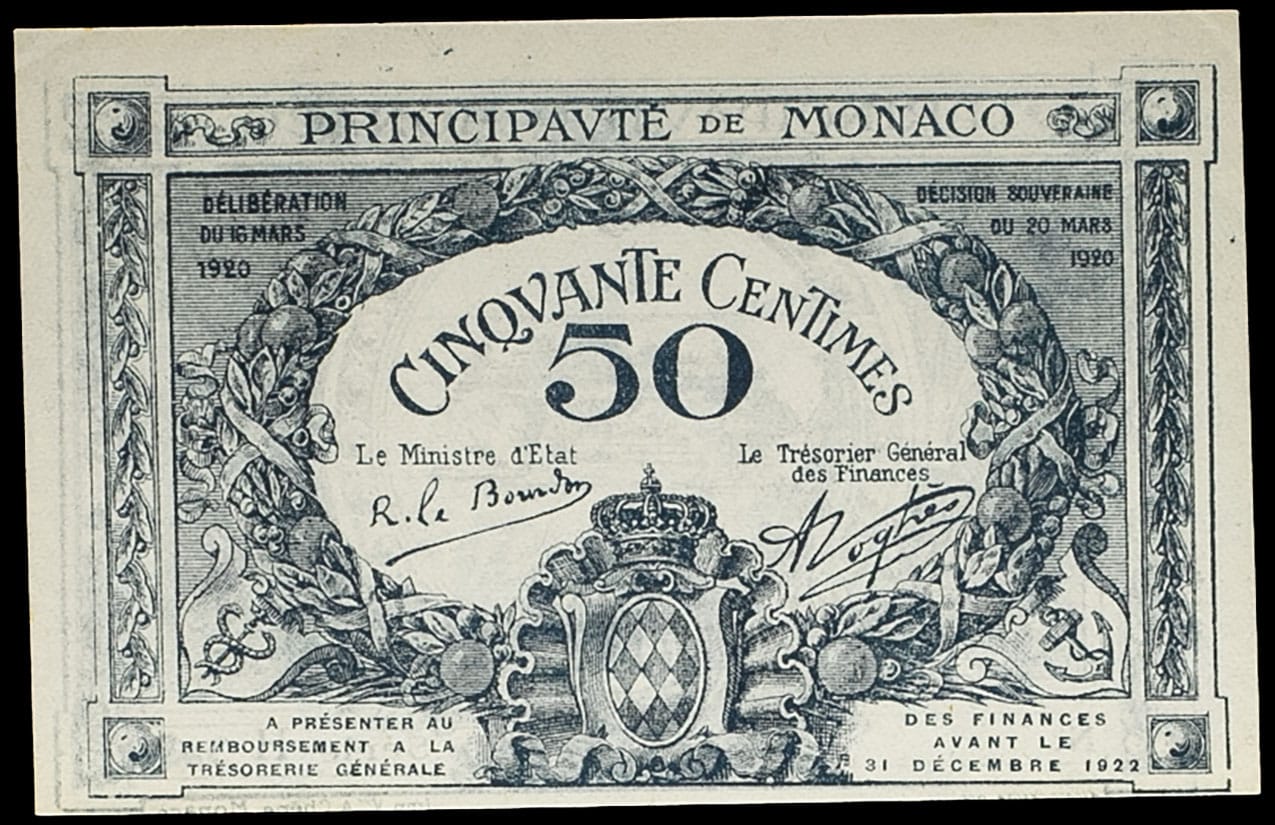 PRINCIPAVTÉ DE MONACO
DÉLIBÉRATION
DU 16 MARS
1920
DÉCISION SOUVERAINE
DU 20 MARS
1920
CINQVANTE CENTIMES
50
Le Ministre d'Etat
R. le Bourdon
Le Trésorier Général
des Finances
A PRÉSENTER AU
REMBOURSEMENT A LA
TRÉSORERIE GÉNÉRALE
DES FINANCES
AVANT LE
31 DÉCEMBRE 1922